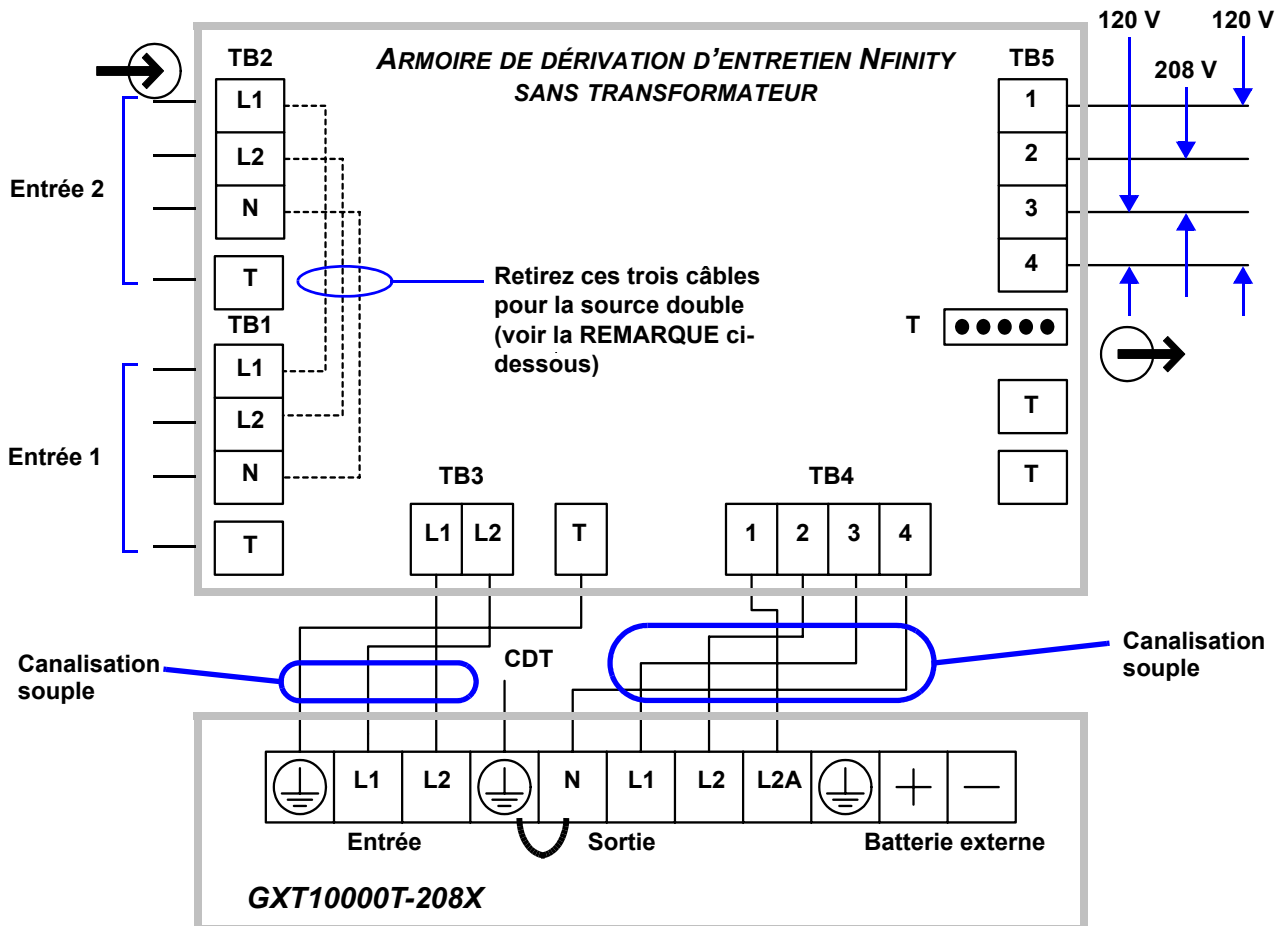 120 V 120 V
208 V
TB2
ARMOIRE DE DÉRIVATION D'ENTRETIEN NFINITY
SANS TRANSFORMATEUR
TB5
L1
L2
N
T
Entrée 2
1
2
3
4
T
T
T
Retirez ces trois câbles
pour la source double
(voir la REMARQUE ci-
dessous)
TB1
L1
L2
N
T
Entrée 1
TB3
L1 L2 T
TB4
1 2 3 4
Canalisation
souple
CDT
Canalisation
souple
L1 L2 N L1 L2 L2A + —
Entrée Sortie Batterie externe
GXT10000T-208X